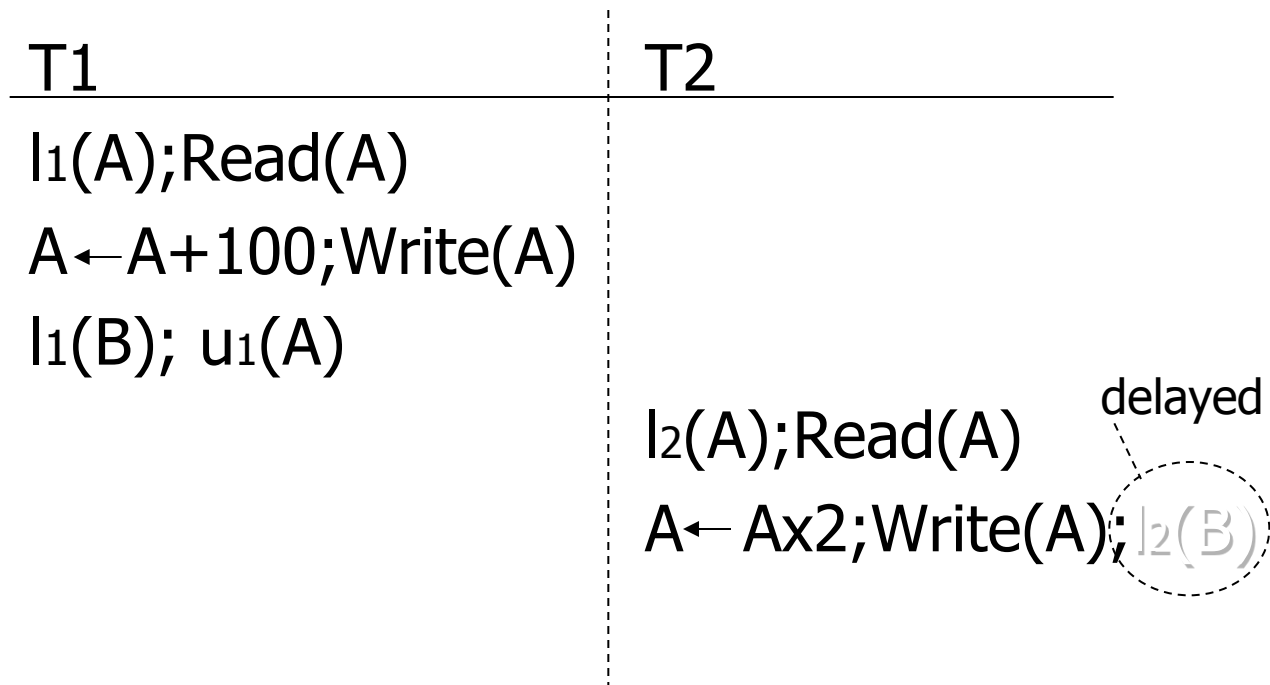 T1 T2
l1(A);Read(A)
A←A+100;Write(A)
l1(B); u1(A)
delayed
l2(A);Read(A)
A← Ax2;Write(A);l2(B)